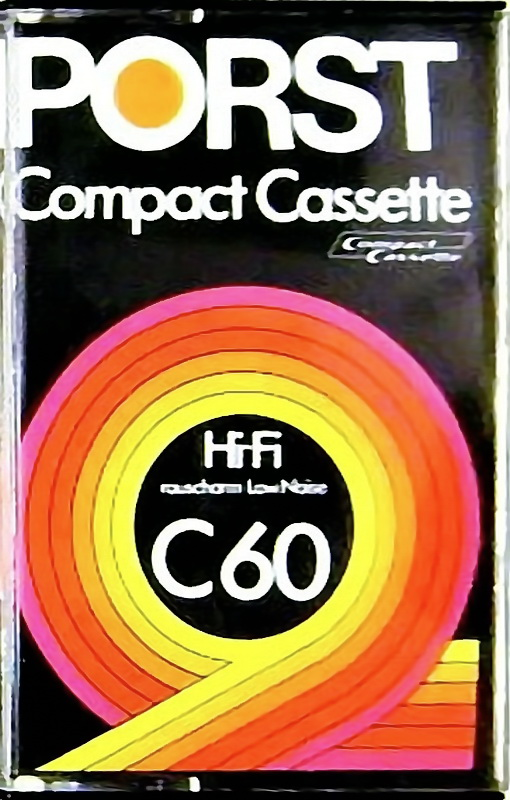 PORST
Compact Cassette
Compact
Cassette
Hi-Fi
rauscharm Low Noise
C60